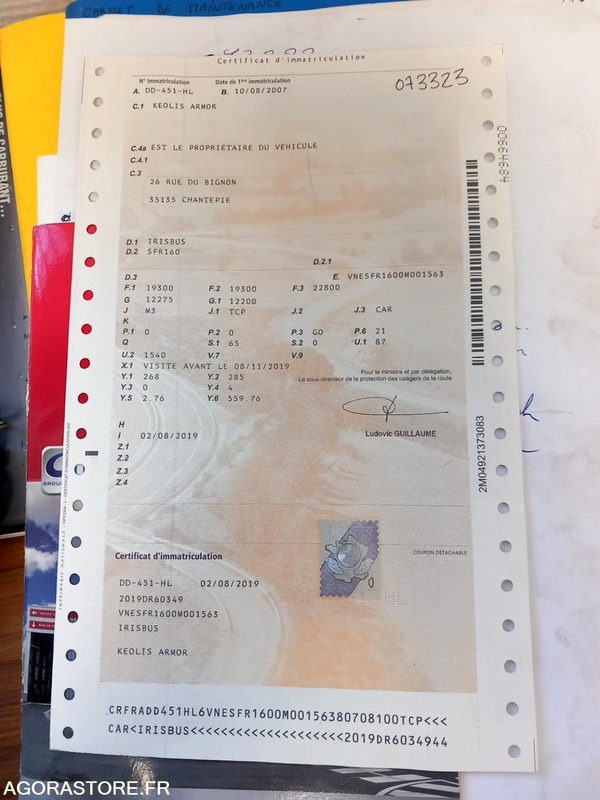 CARNET DE MAINTENANCE
Certificat d'immatriculation
N° Immatriculation Date de 1ère immatriculation
A. DD-451-HL B. 10/08/2007
073323
C.1 KEOLIS ARMOR
C.4a EST LE PROPRIÉTAIRE DU VÉHICULE
C.4.1
C.3
26 RUE DU BIGNON
35135 CHANTEPIE
D.1 IRISBUS
D.2 SFR160
D.2.1
D.3 E. VNESFR1600M001563
F.1 19300 F.2 19300 F.3 22800
G 12275 G.1 12200
J M3 J.1 TCP J.2 J.3 CAR
K
P.1 0 P.2 0 P.3 GO P.6 21
Q S.1 65 S.2 0 U.1 87
U.2 1540 V.7 V.9
X.1 VISITE AVANT LE 08/11/2019
Y.1 268 Y.2 285
Y.3 0 Y.4 4
Y.5 2.76 Y.6 559.76
Pour le ministre et par délégation,
Le sous-directeur de la protection des usagers de la route
Ludovic GUILLAUME
H
I 02/08/2019
Z.1
Z.2
Z.3
Z.4
2M04921373083
Certificat d'immatriculation
COUPON DÉTACHABLE
DD-451-HL 02/08/2019
2019DR60349
VNESFR1600M001563
IRISBUS
KEOLIS ARMOR
CRFRADD451HL6VNESFR1600M00156380708100TCP<<<
CAR<IRISBUS<<<<<<<<<<<<<<<<<<<<<2019DR6034944
AGORASTORE.FR